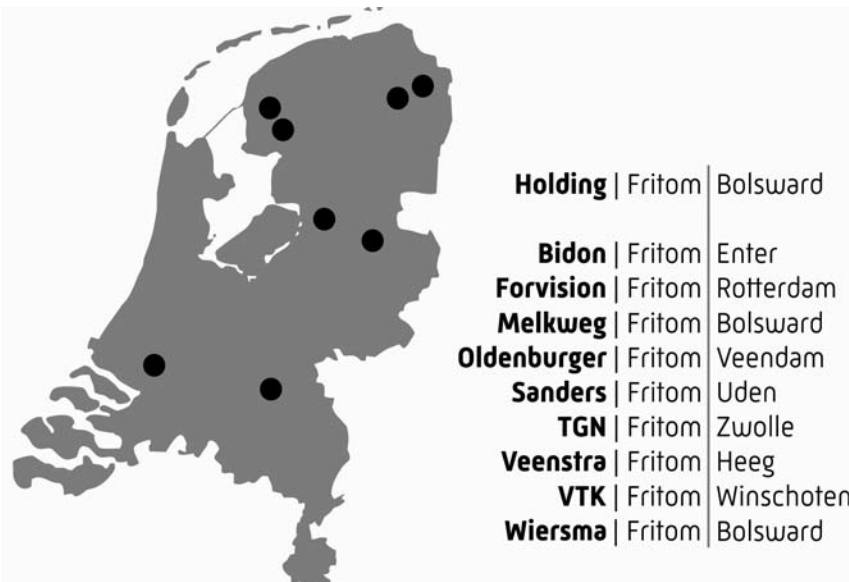 Holding | Fritom | Bolsward
Bidon | Fritom | Enter
Forvision | Fritom | Rotterdam
Melkweg | Fritom | Bolsward
Oldenburger | Fritom | Veendam
Sanders | Fritom | Uden
TGN | Fritom | Zwolle
Veenstra | Fritom | Heeg
VTK | Fritom | Winschoten
Wiersma | Fritom | Bolsward